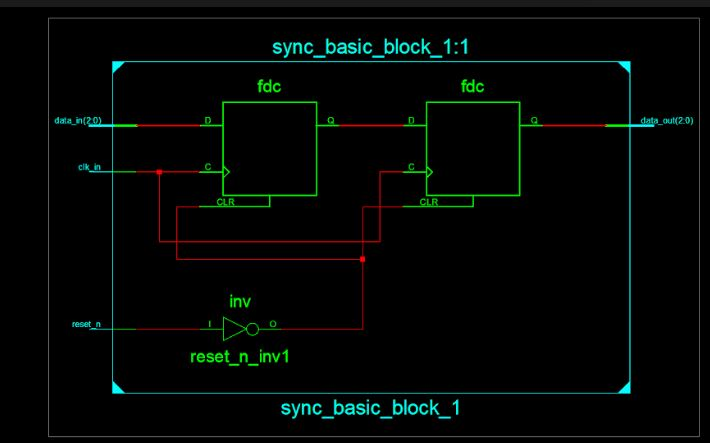 sync_basic_block_1:1
fdc
fdc
data_in(2:0)
D
Q
D
Q
data_out(2:0)
clk_in
C
C
CLR
CLR
inv
reset_n
I
O
reset_n_inv1
sync_basic_block_1